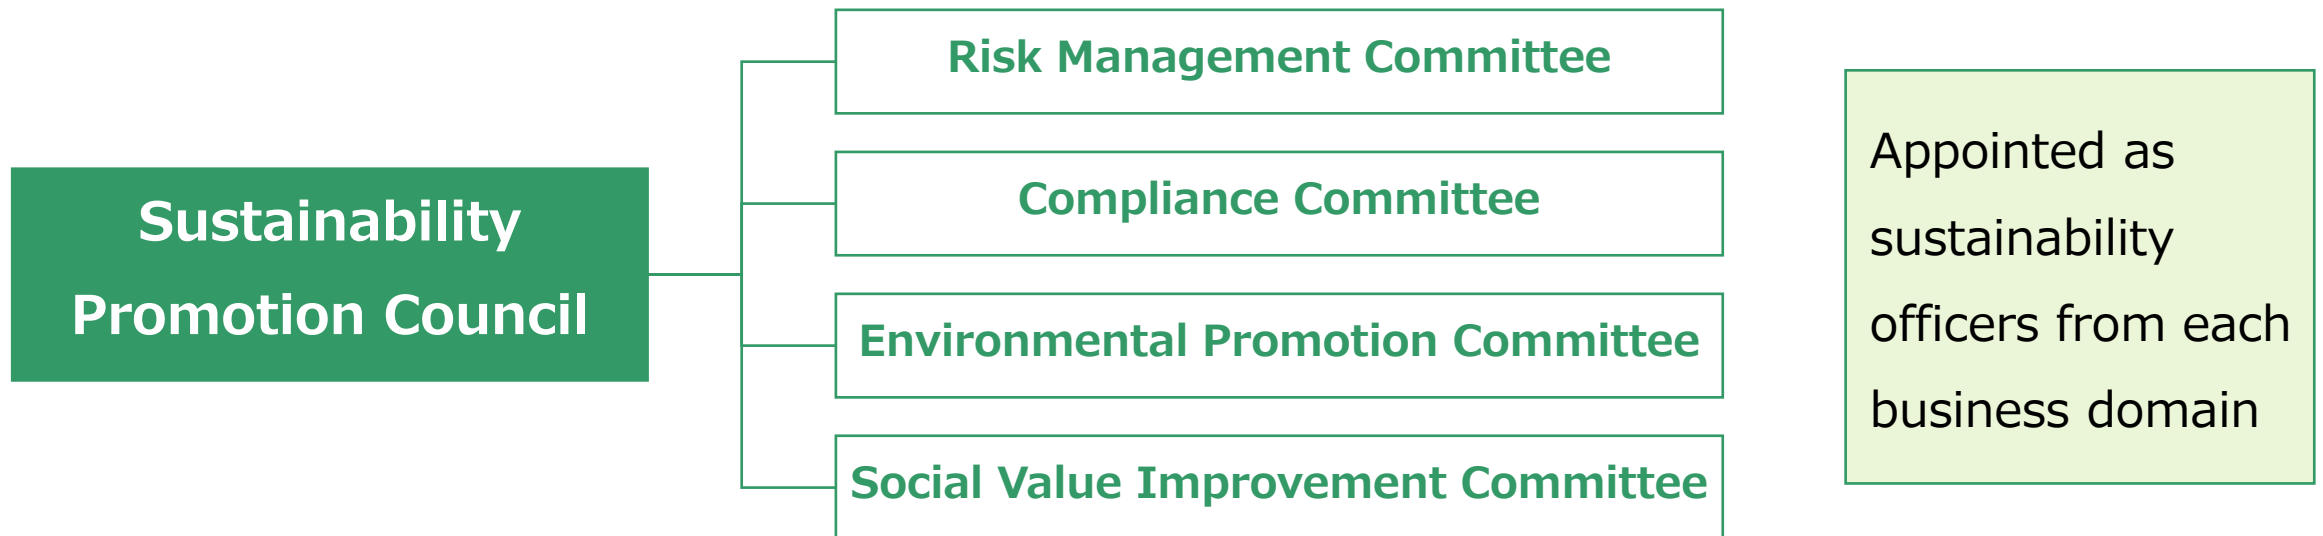 Sustainability
Promotion Council
Risk Management Committee
Compliance Committee
Environmental Promotion Committee
Social Value Improvement Committee
Appointed as
sustainability
officers from each
business domain